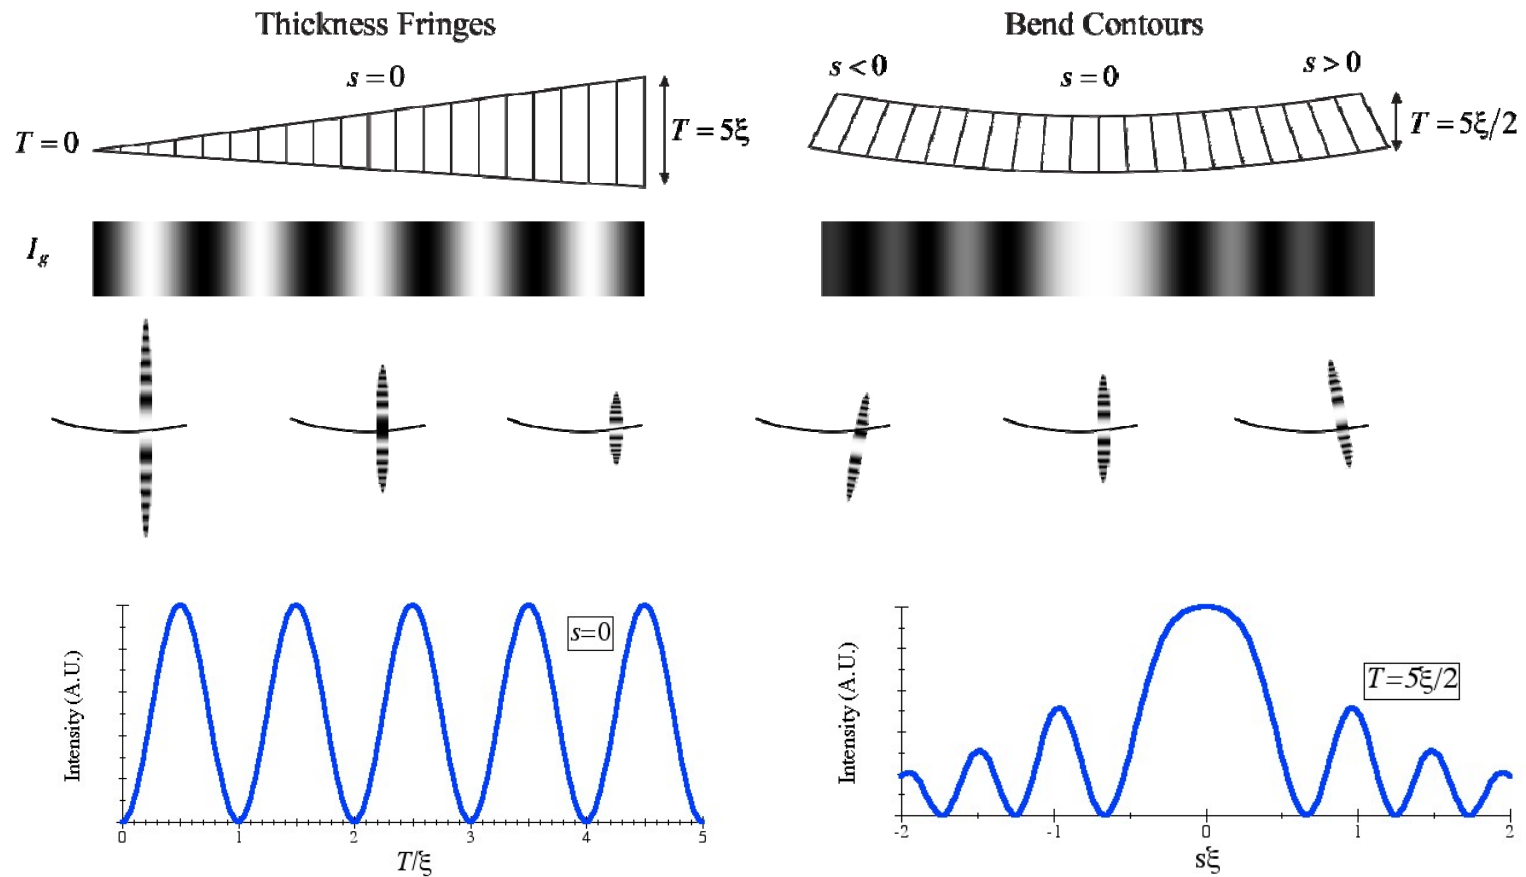 Thickness Fringes
s = 0
T = 0
T = 5ξ
I_g
Intensity (A.U.)
s=0
0 1 2 3 4 5
T/ξ
Bend Contours
s < 0
s = 0
s > 0
T = 5ξ/2
Intensity (A.U.)
T=5ξ/2
-2 -1 0 1 2
sξ